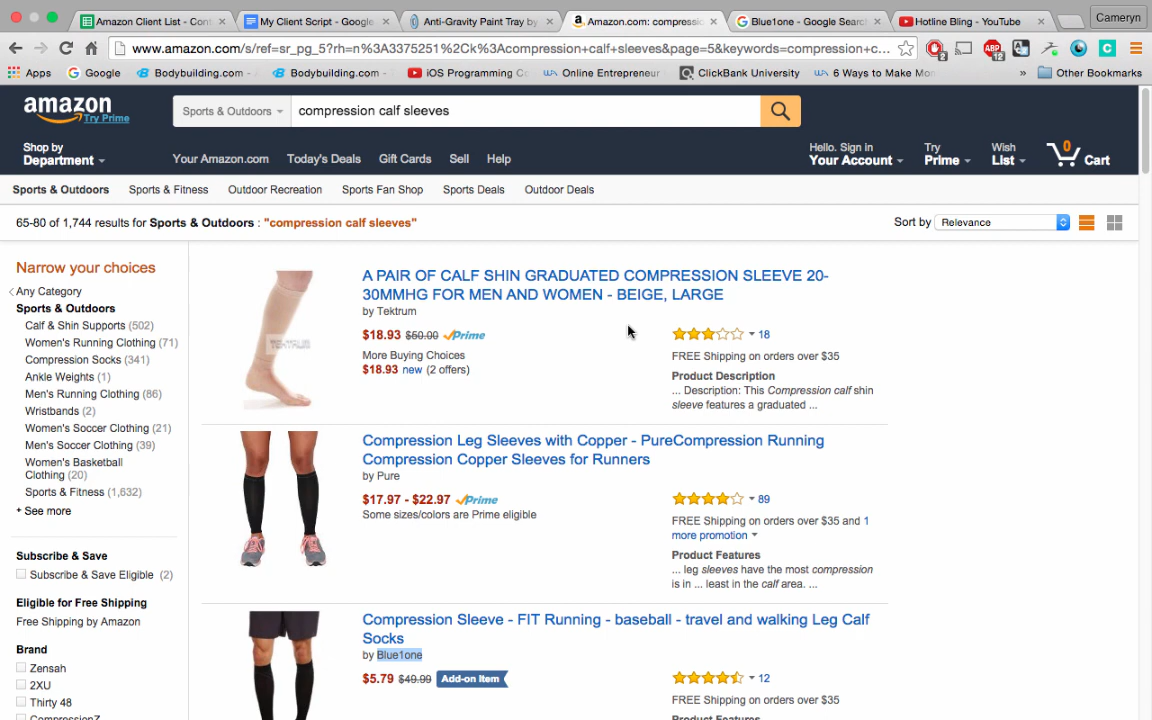 Amazon Client List - Cont
My Client Script - Google
Anti-Gravity Paint Tray by
Amazon.com: compressi
Blue1one - Google Search
Hotline Bling - YouTube
Cameryn
www.amazon.com/s/ref=sr_pg_5?rh=n%3A3375251%2Ck%3Acompression+calf+sleeves&page=5&keywords=compression+c...
2
ABP
12
C
Apps
Google
Bodybuilding.com -
Bodybuilding.com -
iOS Programming Co
Online Entrepreneur
ClickBank University
6 Ways to Make Mon
»
Other Bookmarks
amazon
Try Prime
Sports & Outdoors
compression calf sleeves
Shop by
Department
Your Amazon.com
Today's Deals
Gift Cards
Sell
Help
Hello. Sign in
Your Account
Try
Prime
Wish
List
0
Cart
Sports & Outdoors
Sports & Fitness
Outdoor Recreation
Sports Fan Shop
Sports Deals
Outdoor Deals
65-80 of 1,744 results for Sports & Outdoors : "compression calf sleeves"
Sort by
Relevance
Narrow your choices
‹ Any Category
Sports & Outdoors
Calf & Shin Supports (502)
Women's Running Clothing (71)
Compression Socks (341)
Ankle Weights (1)
Men's Running Clothing (86)
Wristbands (2)
Women's Soccer Clothing (21)
Men's Soccer Clothing (39)
Women's Basketball
Clothing (20)
Sports & Fitness (1,632)
+ See more
Subscribe & Save
Subscribe & Save Eligible (2)
Eligible for Free Shipping
Free Shipping by Amazon
Brand
Zensah
2XU
Thirty 48
CompressionZ
TEKTRUM
A PAIR OF CALF SHIN GRADUATED COMPRESSION SLEEVE 20-
30MMHG FOR MEN AND WOMEN - BEIGE, LARGE
by Tektrum
$18.93 $50.00 Prime
More Buying Choices
$18.93 new (2 offers)
18
FREE Shipping on orders over $35
Product Description
... Description: This Compression calf shin
sleeve features a graduated ...
Compression Leg Sleeves with Copper - PureCompression Running
Compression Copper Sleeves for Runners
by Pure
$17.97 - $22.97 Prime
Some sizes/colors are Prime eligible
89
FREE Shipping on orders over $35 and 1
more promotion
Product Features
... leg sleeves have the most compression
is in ... least in the calf area. ...
Compression Sleeve - FIT Running - baseball - travel and walking Leg Calf
Socks
by Blue1one
$5.79 $49.99 Add-on Item
12
FREE Shipping on orders over $35
Product Features